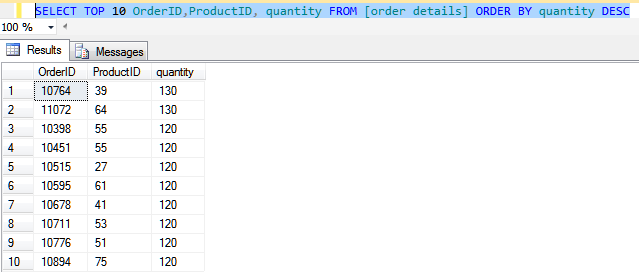 SELECT TOP 10 OrderID,ProductID, quantity FROM [order details] ORDER BY quantity DESC
100 %
Results Messages
OrderID ProductID quantity
1 10764 39 130
2 11072 64 130
3 10398 55 120
4 10451 55 120
5 10515 27 120
6 10595 61 120
7 10678 41 120
8 10711 53 120
9 10776 51 120
10 10894 75 120